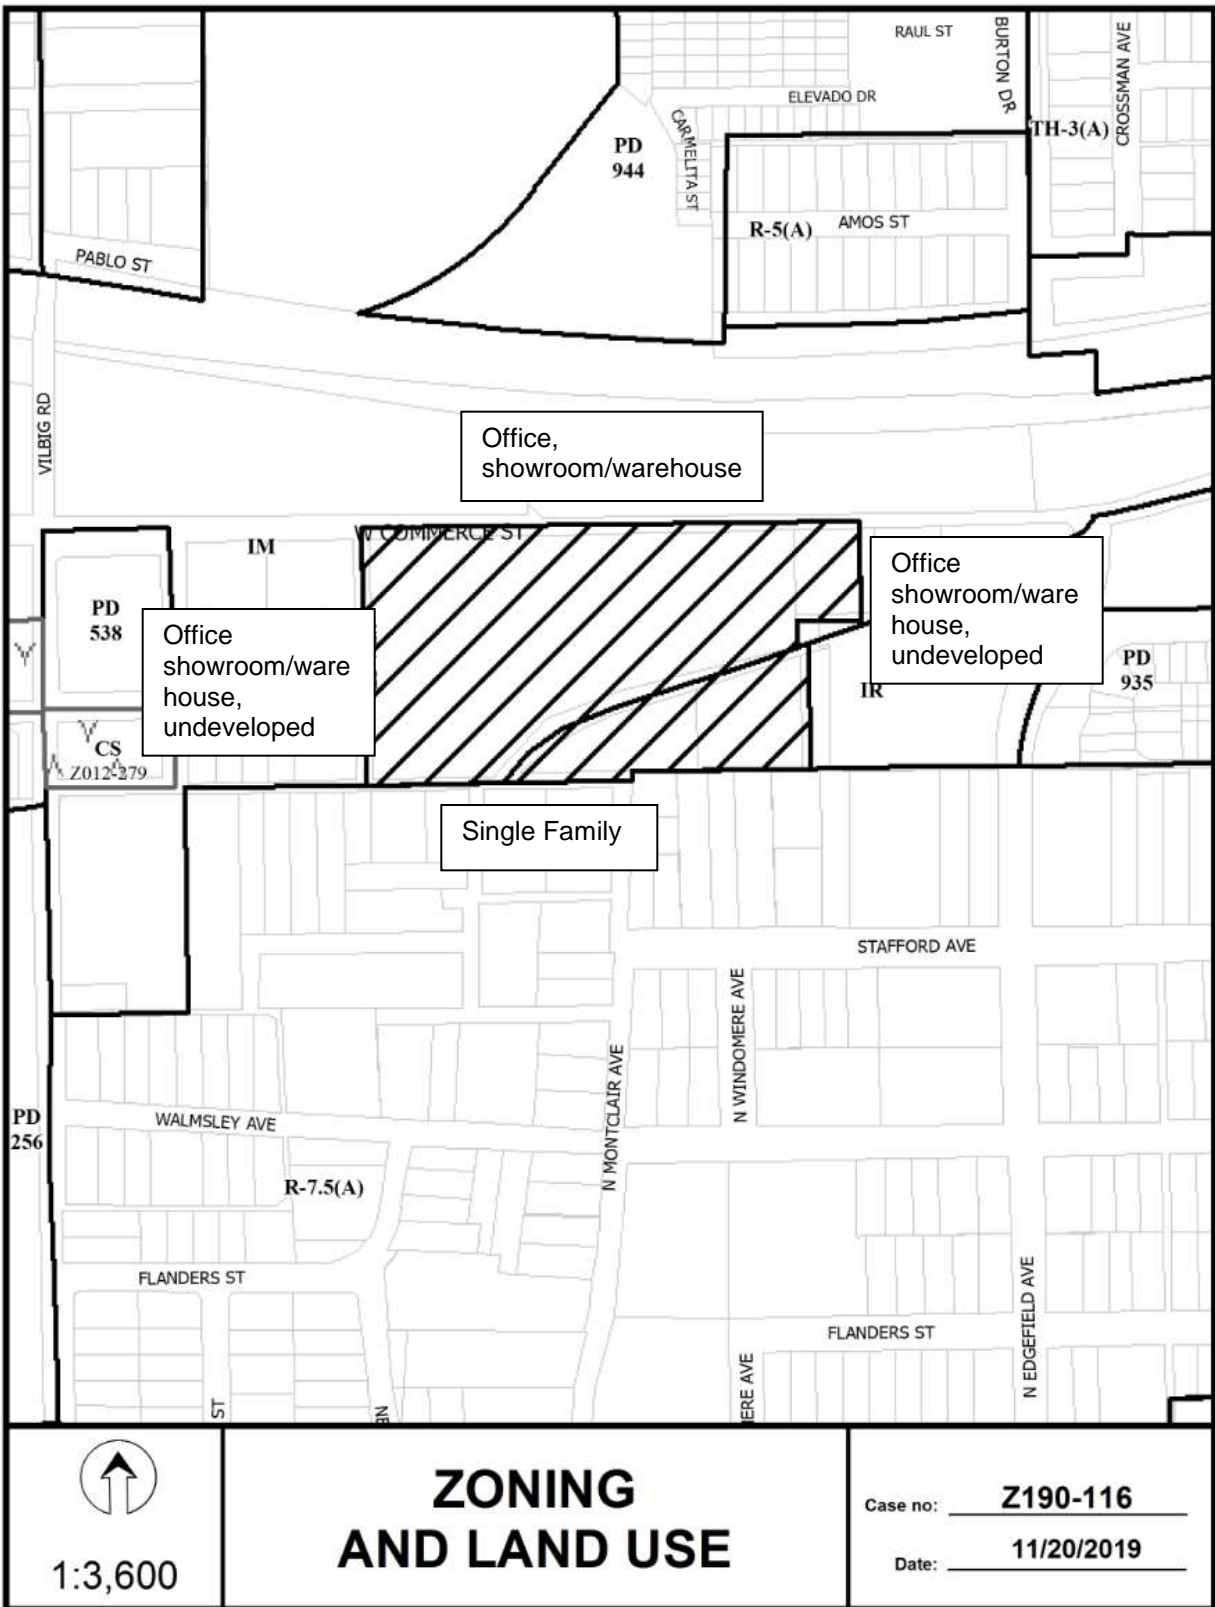 RAUL ST
BURTON DR
CROSSMAN AVE
ELEVADO DR
CARMELITA ST
TH-3(A)
PD
944
R-5(A)
AMOS ST
PABLO ST
VILBIG RD
Office,
showroom/warehouse
W COMMERCE ST
IM
PD
538
Office
showroom/ware
house,
undeveloped
Office
showroom/ware
house,
undeveloped
PD
935
IR
CS
Z012-279
Single Family
STAFFORD AVE
N WINDOMERE AVE
N MONTCLAIR AVE
PD
256
WALMSLEY AVE
R-7.5(A)
FLANDERS ST
FLANDERS ST
N EDGEFIELD AVE
ST
NE
ERE AVE
1:3,600
ZONING
AND LAND USE
Case no: Z190-116
Date: 11/20/2019